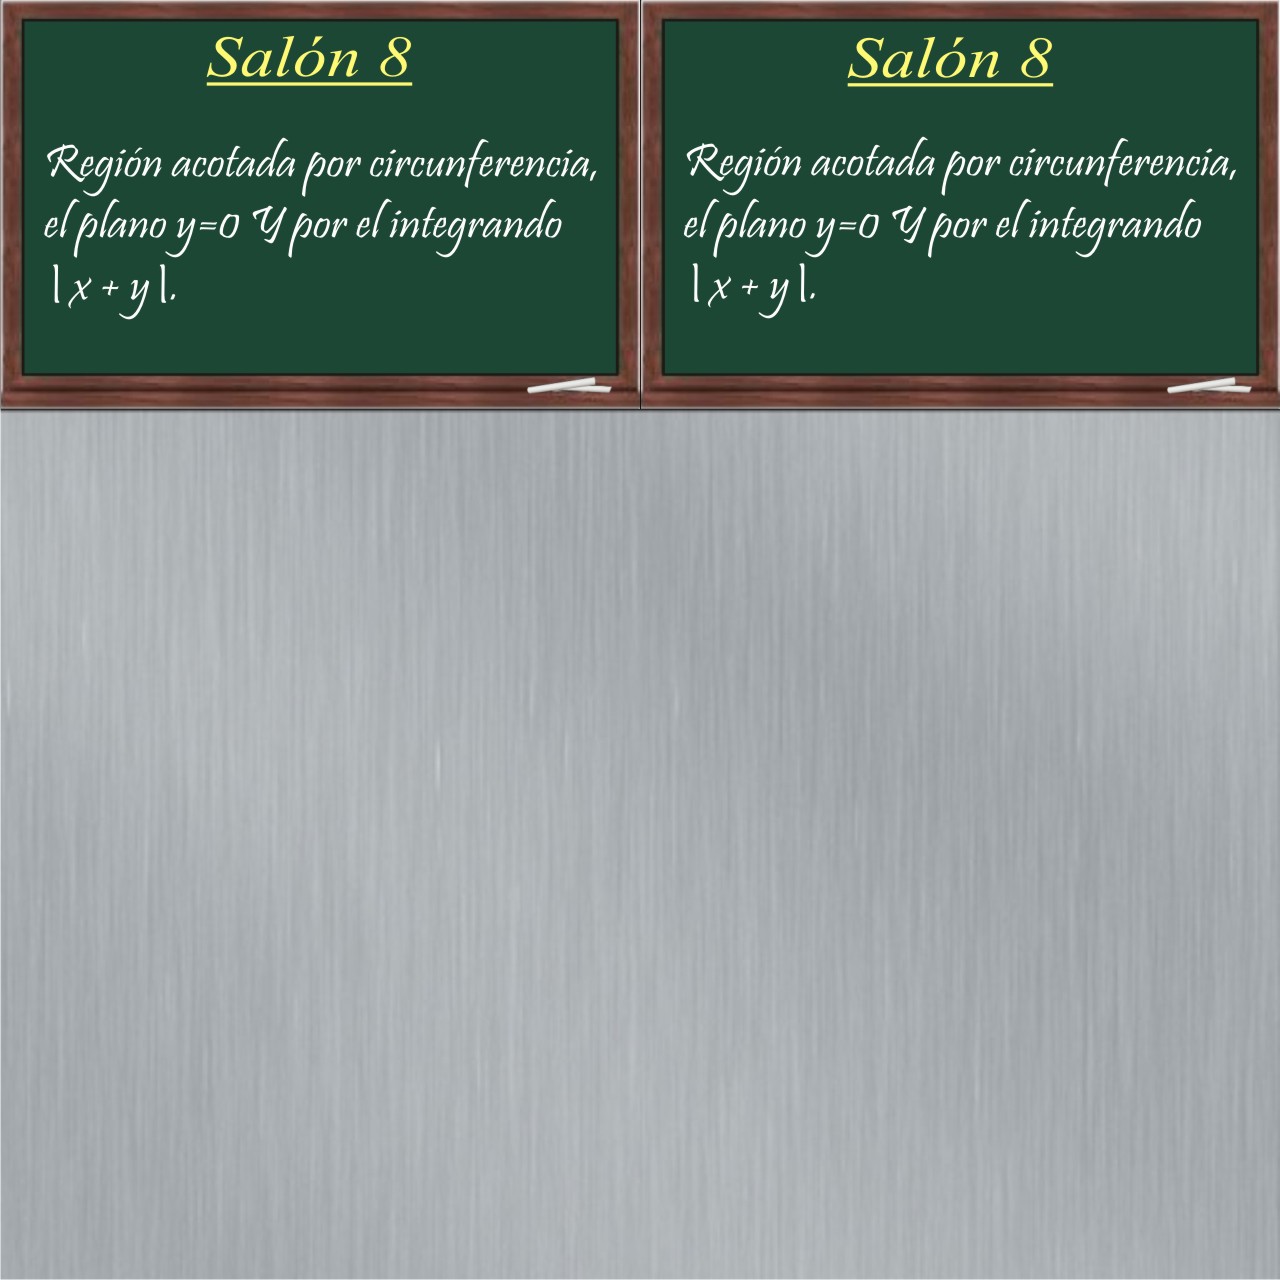 Salón 8
Región acotada por circunferencia,
el plano y=0 Y por el integrando
| x + y |.
Salón 8
Región acotada por circunferencia,
el plano y=0 Y por el integrando
| x + y |.